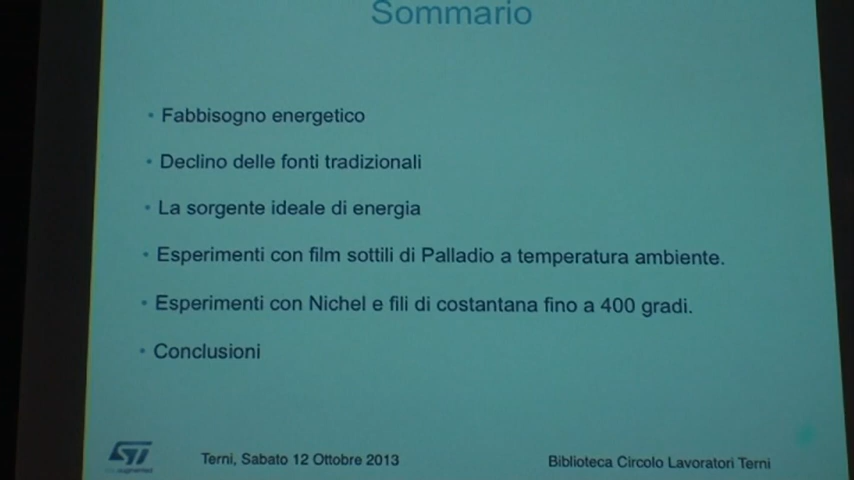 Sommario
• Fabbisogno energetico
• Declino delle fonti tradizionali
• La sorgente ideale di energia
• Esperimenti con film sottili di Palladio a temperatura ambiente.
• Esperimenti con Nichel e fili di costantana fino a 400 gradi.
• Conclusioni
ST
Terni, Sabato 12 Ottobre 2013
Biblioteca Circolo Lavoratori Terni